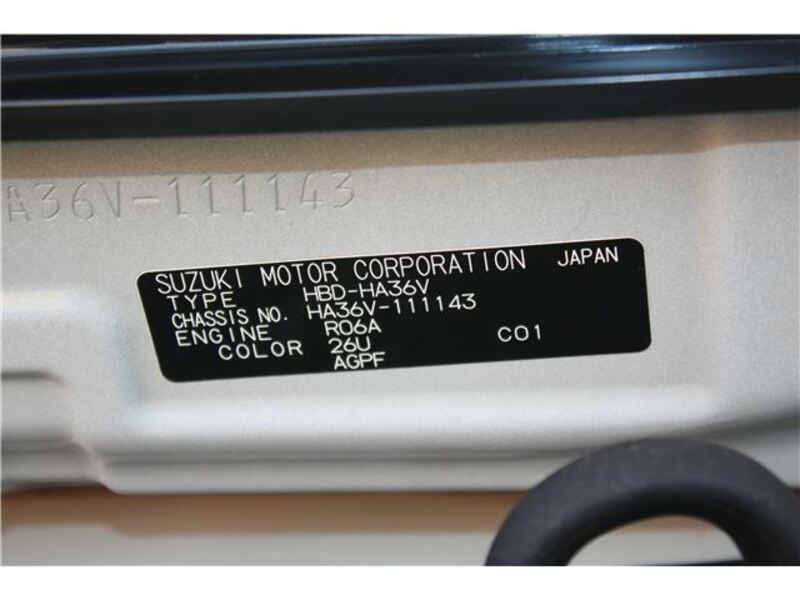 A36V-111143
SUZUKI MOTOR CORPORATION JAPAN
TYPE HBD-HA36V
CHASSIS NO. HA36V-111143
ENGINE R06A
COLOR 26U C01
AGPF